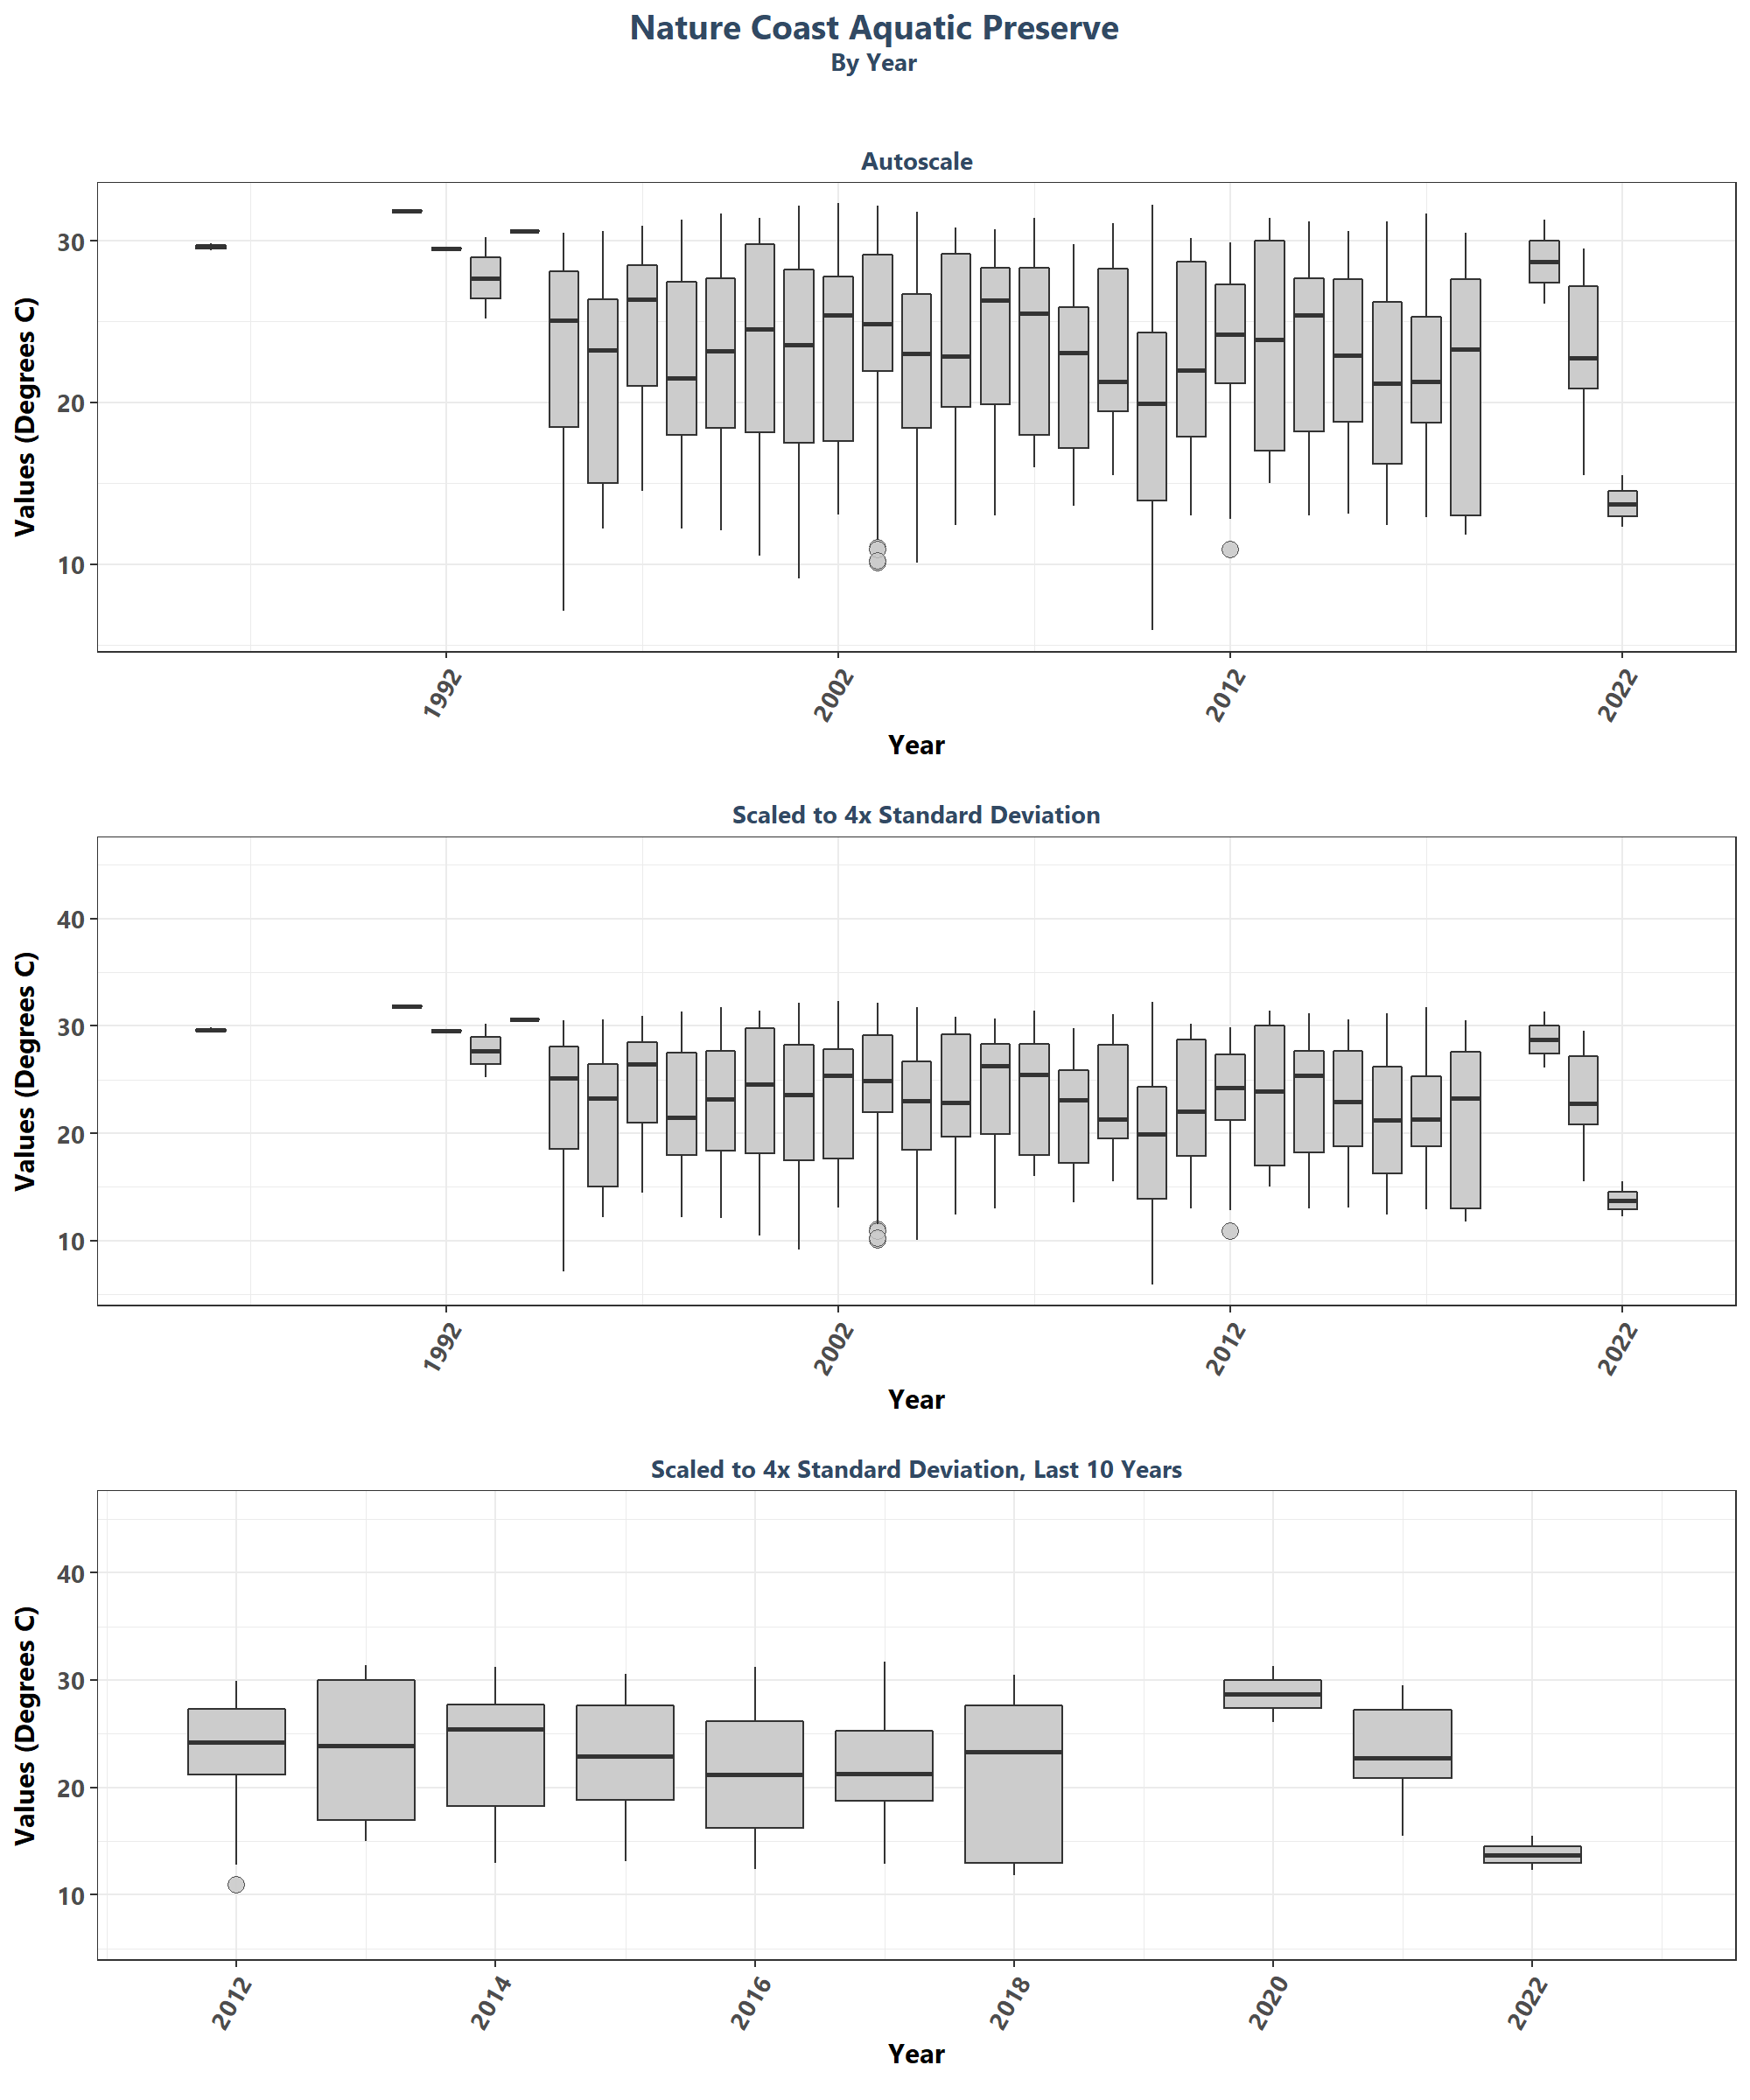 Nature Coast Aquatic Preserve
By Year
Autoscale
Values (Degrees C)
30
20
10
1992
2002
2012
2022
Year
Scaled to 4x Standard Deviation
Values (Degrees C)
40
30
20
10
1992
2002
2012
2022
Year
Scaled to 4x Standard Deviation, Last 10 Years
Values (Degrees C)
40
30
20
10
2012
2014
2016
2018
2020
2022
Year